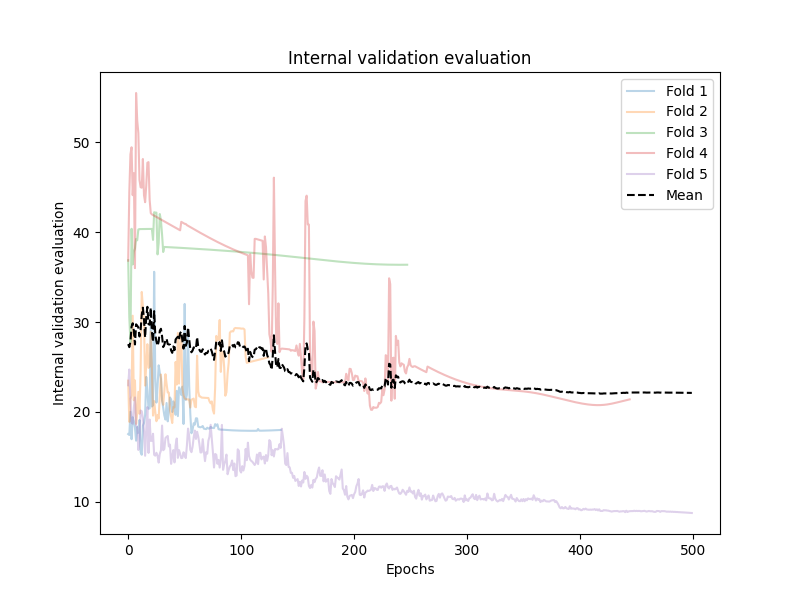 Internal validation evaluation
Internal validation evaluation
50
40
30
20
10
0
100
200
300
400
500
Epochs
Fold 1
Fold 2
Fold 3
Fold 4
Fold 5
Mean